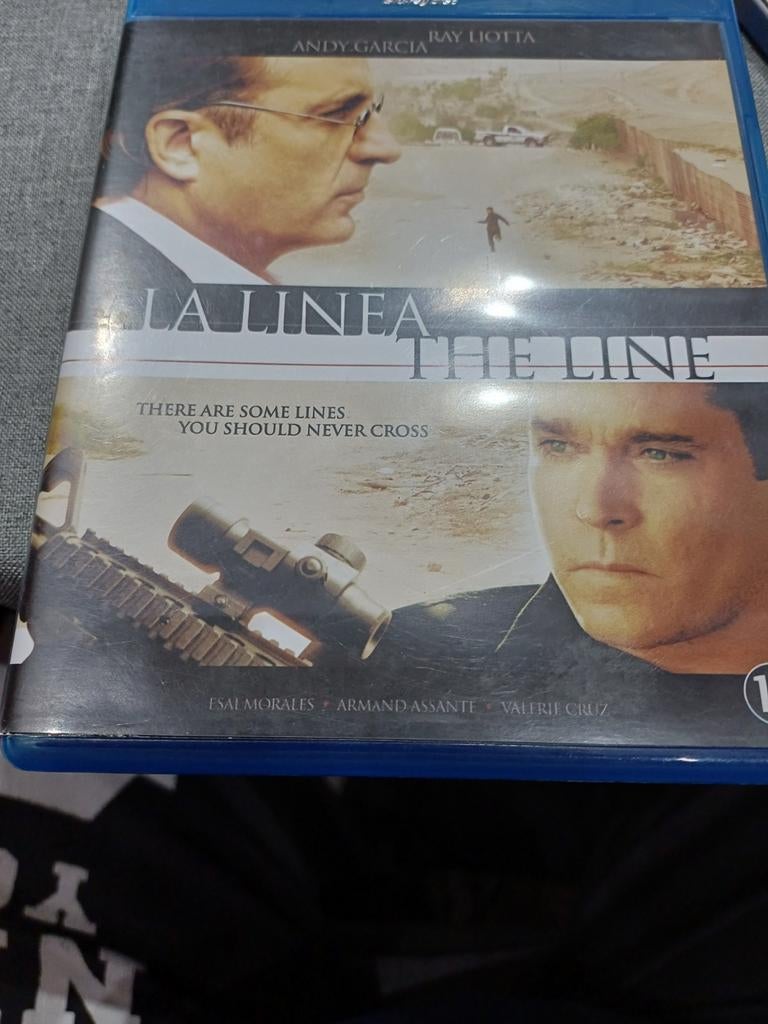 ANDY GARCIA RAY LIOTTA
LA LINEA
THE LINE
THERE ARE SOME LINES
YOU SHOULD NEVER CROSS
ESAI MORALES • ARMAND ASSANTE • VALERIE CRUZ